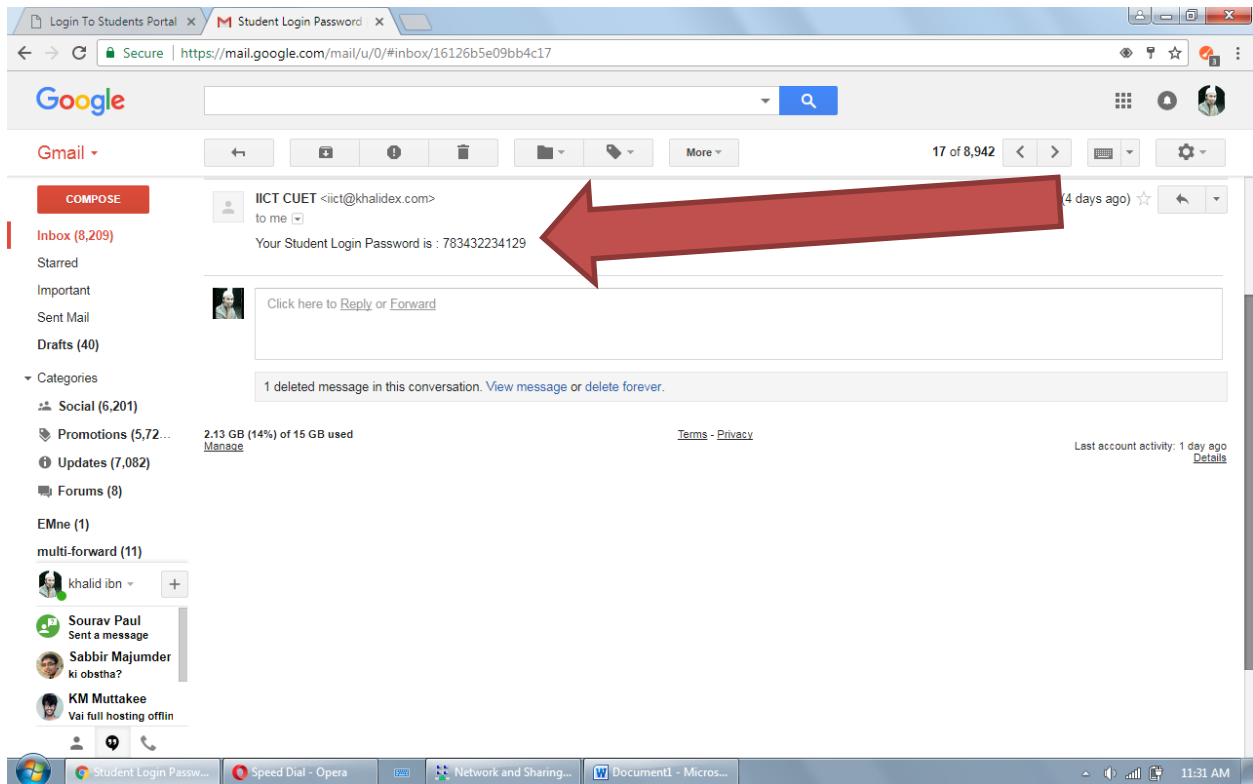 Login To Students Portal
Student Login Password
Secure | https://mail.google.com/mail/u/0/#inbox/16126b5e09bb4c17
3
Google
Gmail
More
17 of 8,942
COMPOSE
IICT CUET <iict@khalidex.com>
(4 days ago)
to me
Inbox (8,209)
Your Student Login Password is : 783432234129
Starred
Important
Click here to Reply or Forward
Sent Mail
Drafts (40)
Categories
1 deleted message in this conversation. View message or delete forever.
Social (6,201)
Promotions (5,72...
2.13 GB (14%) of 15 GB used
Terms - Privacy
Manage
Last account activity: 1 day ago
Details
Updates (7,082)
Forums (8)
EMne (1)
multi-forward (11)
khalid ibn
Sourav Paul
Sent a message
Sabbir Majumder
ki obstha?
KM Muttakee
Vai full hosting offlin
Student Login Passw...
Speed Dial - Opera
Network and Sharing...
Document1 - Micros...
11:31 AM